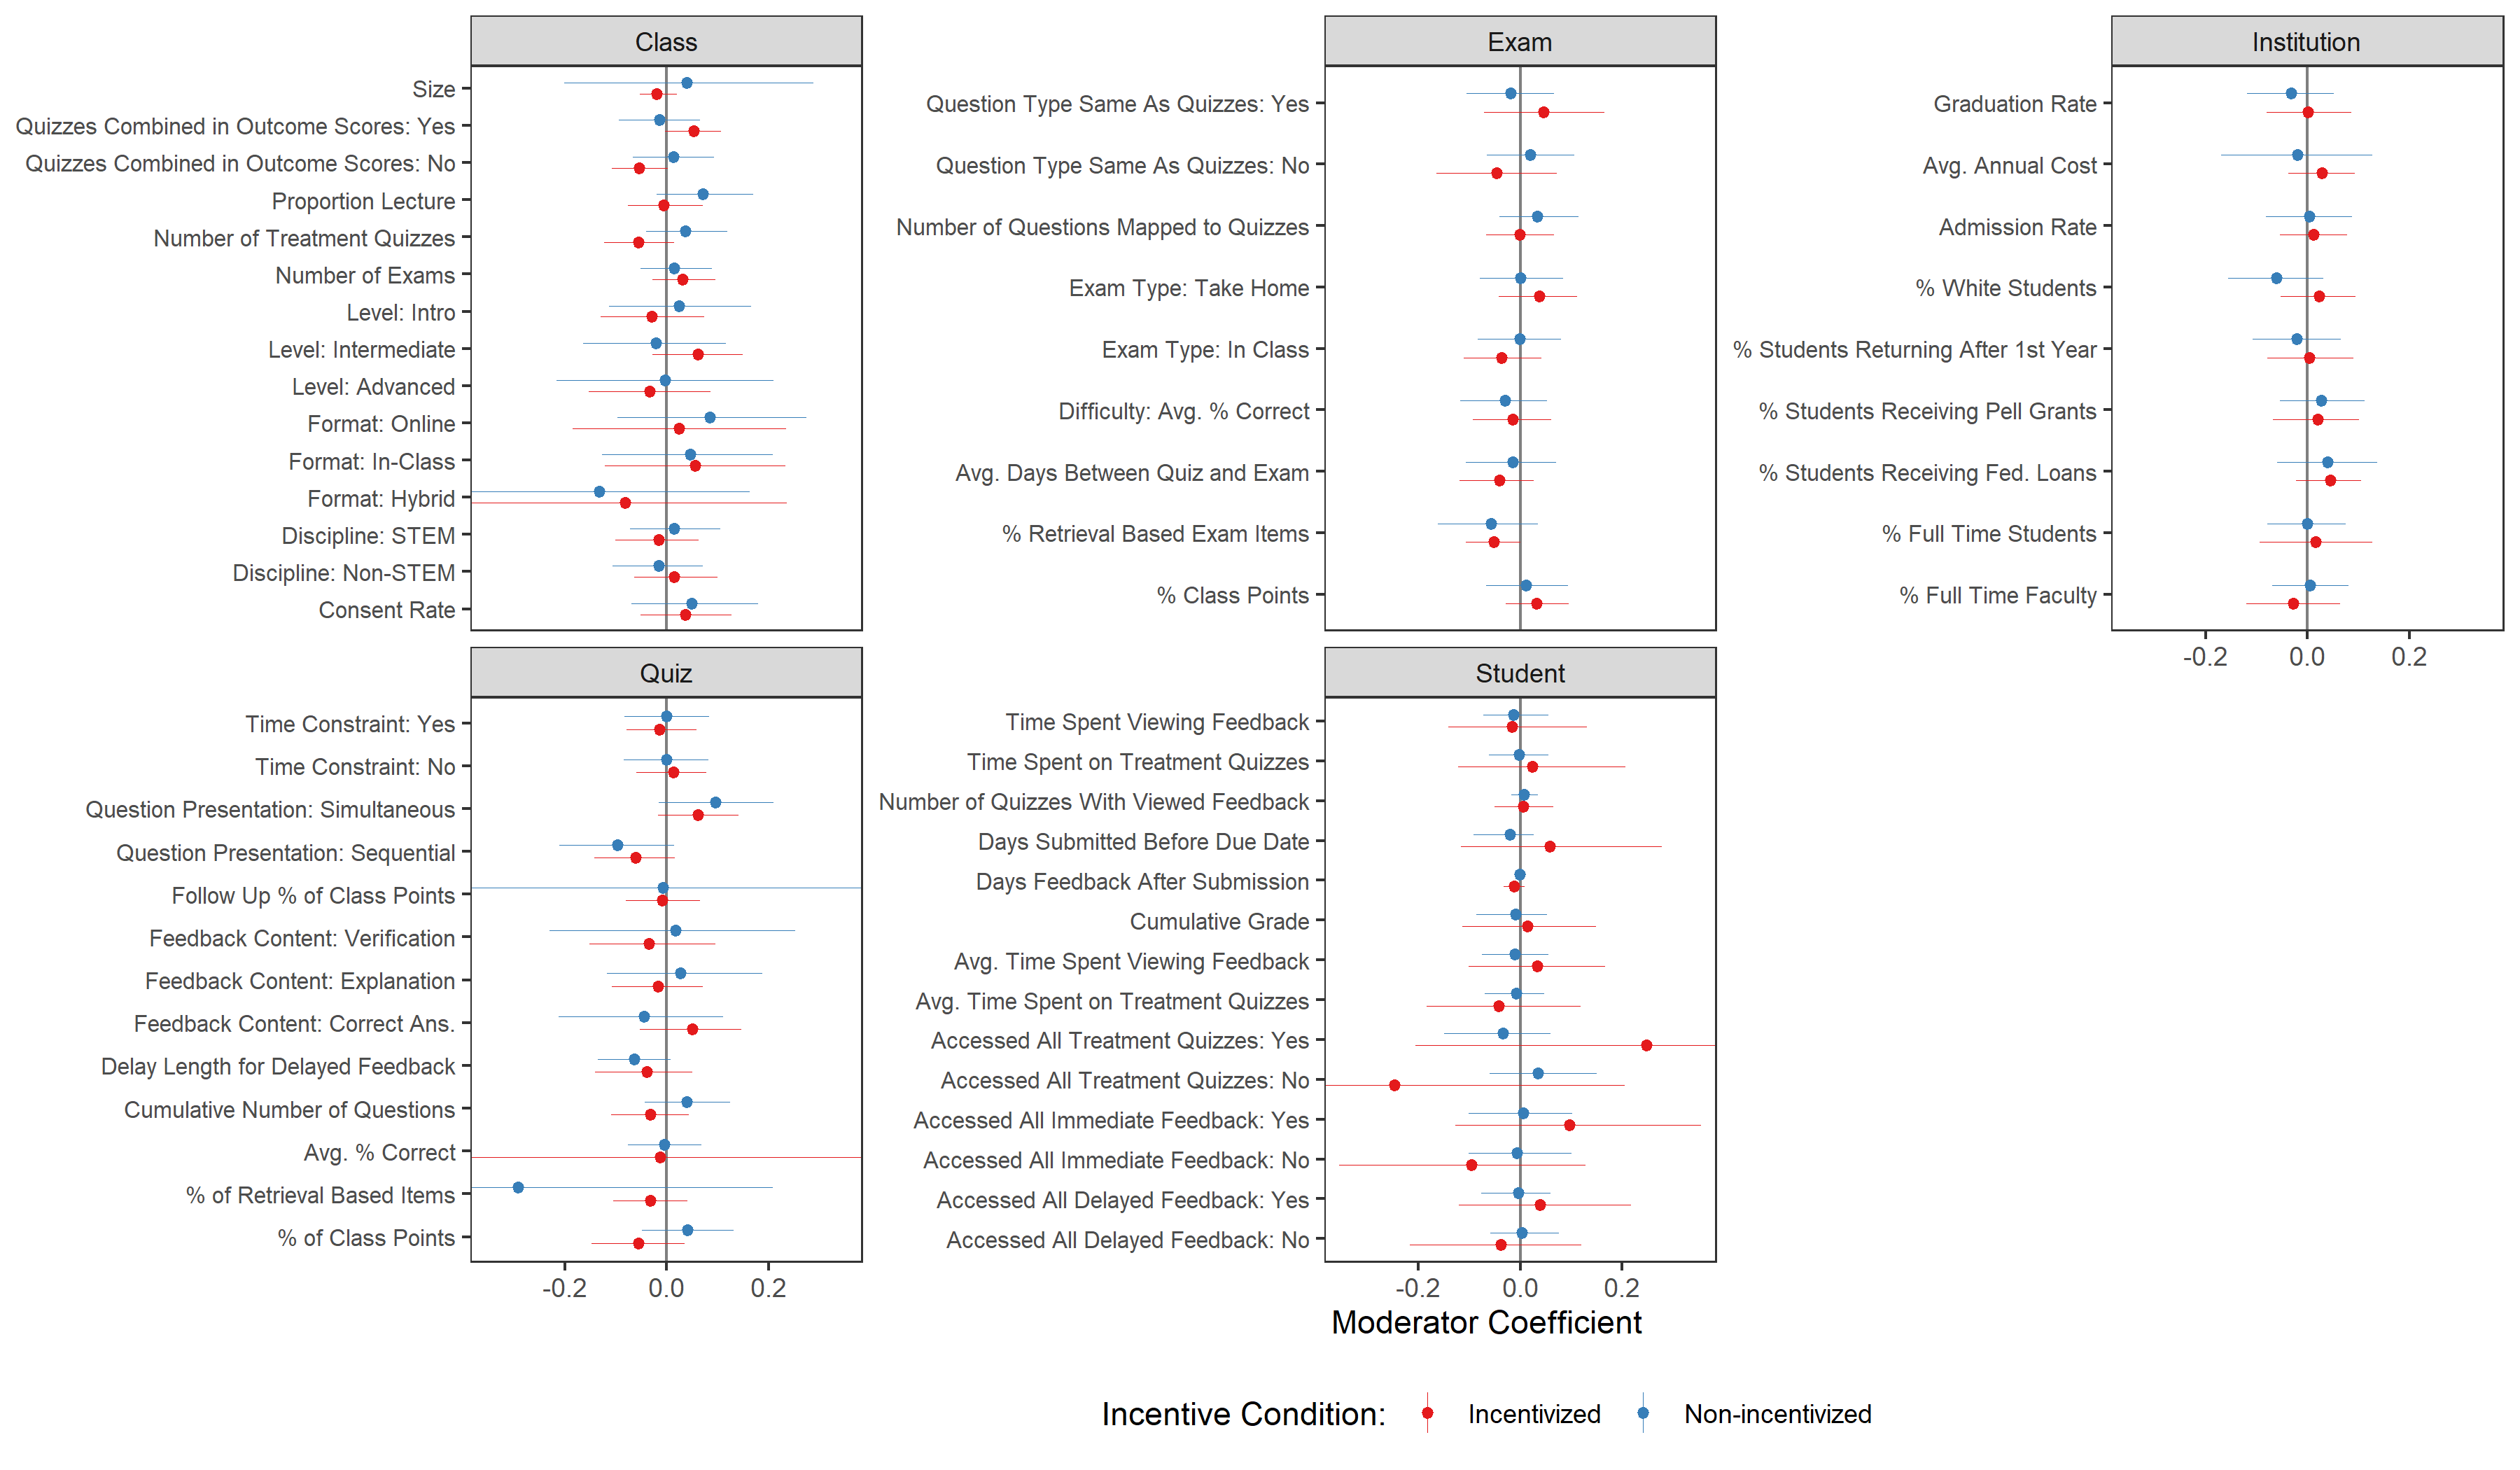 Class
Size
Quizzes Combined in Outcome Scores: Yes
Quizzes Combined in Outcome Scores: No
Proportion Lecture
Number of Treatment Quizzes
Number of Exams
Level: Intro
Level: Intermediate
Level: Advanced
Format: Online
Format: In-Class
Format: Hybrid
Discipline: STEM
Discipline: Non-STEM
Consent Rate
Exam
Question Type Same As Quizzes: Yes
Question Type Same As Quizzes: No
Number of Questions Mapped to Quizzes
Exam Type: Take Home
Exam Type: In Class
Difficulty: Avg. % Correct
Avg. Days Between Quiz and Exam
% Retrieval Based Exam Items
% Class Points
Institution
Graduation Rate
Avg. Annual Cost
Admission Rate
% White Students
% Students Returning After 1st Year
% Students Receiving Pell Grants
% Students Receiving Fed. Loans
% Full Time Students
% Full Time Faculty
-0.2 0.0 0.2
Quiz
Time Constraint: Yes
Time Constraint: No
Question Presentation: Simultaneous
Question Presentation: Sequential
Follow Up % of Class Points
Feedback Content: Verification
Feedback Content: Explanation
Feedback Content: Correct Ans.
Delay Length for Delayed Feedback
Cumulative Number of Questions
Avg. % Correct
% of Retrieval Based Items
% of Class Points
-0.2 0.0 0.2
Student
Time Spent Viewing Feedback
Time Spent on Treatment Quizzes
Number of Quizzes With Viewed Feedback
Days Submitted Before Due Date
Days Feedback After Submission
Cumulative Grade
Avg. Time Spent Viewing Feedback
Avg. Time Spent on Treatment Quizzes
Accessed All Treatment Quizzes: Yes
Accessed All Treatment Quizzes: No
Accessed All Immediate Feedback: Yes
Accessed All Immediate Feedback: No
Accessed All Delayed Feedback: Yes
Accessed All Delayed Feedback: No
-0.2 0.0 0.2
Moderator Coefficient
Incentive Condition: Incentivized Non-incentivized